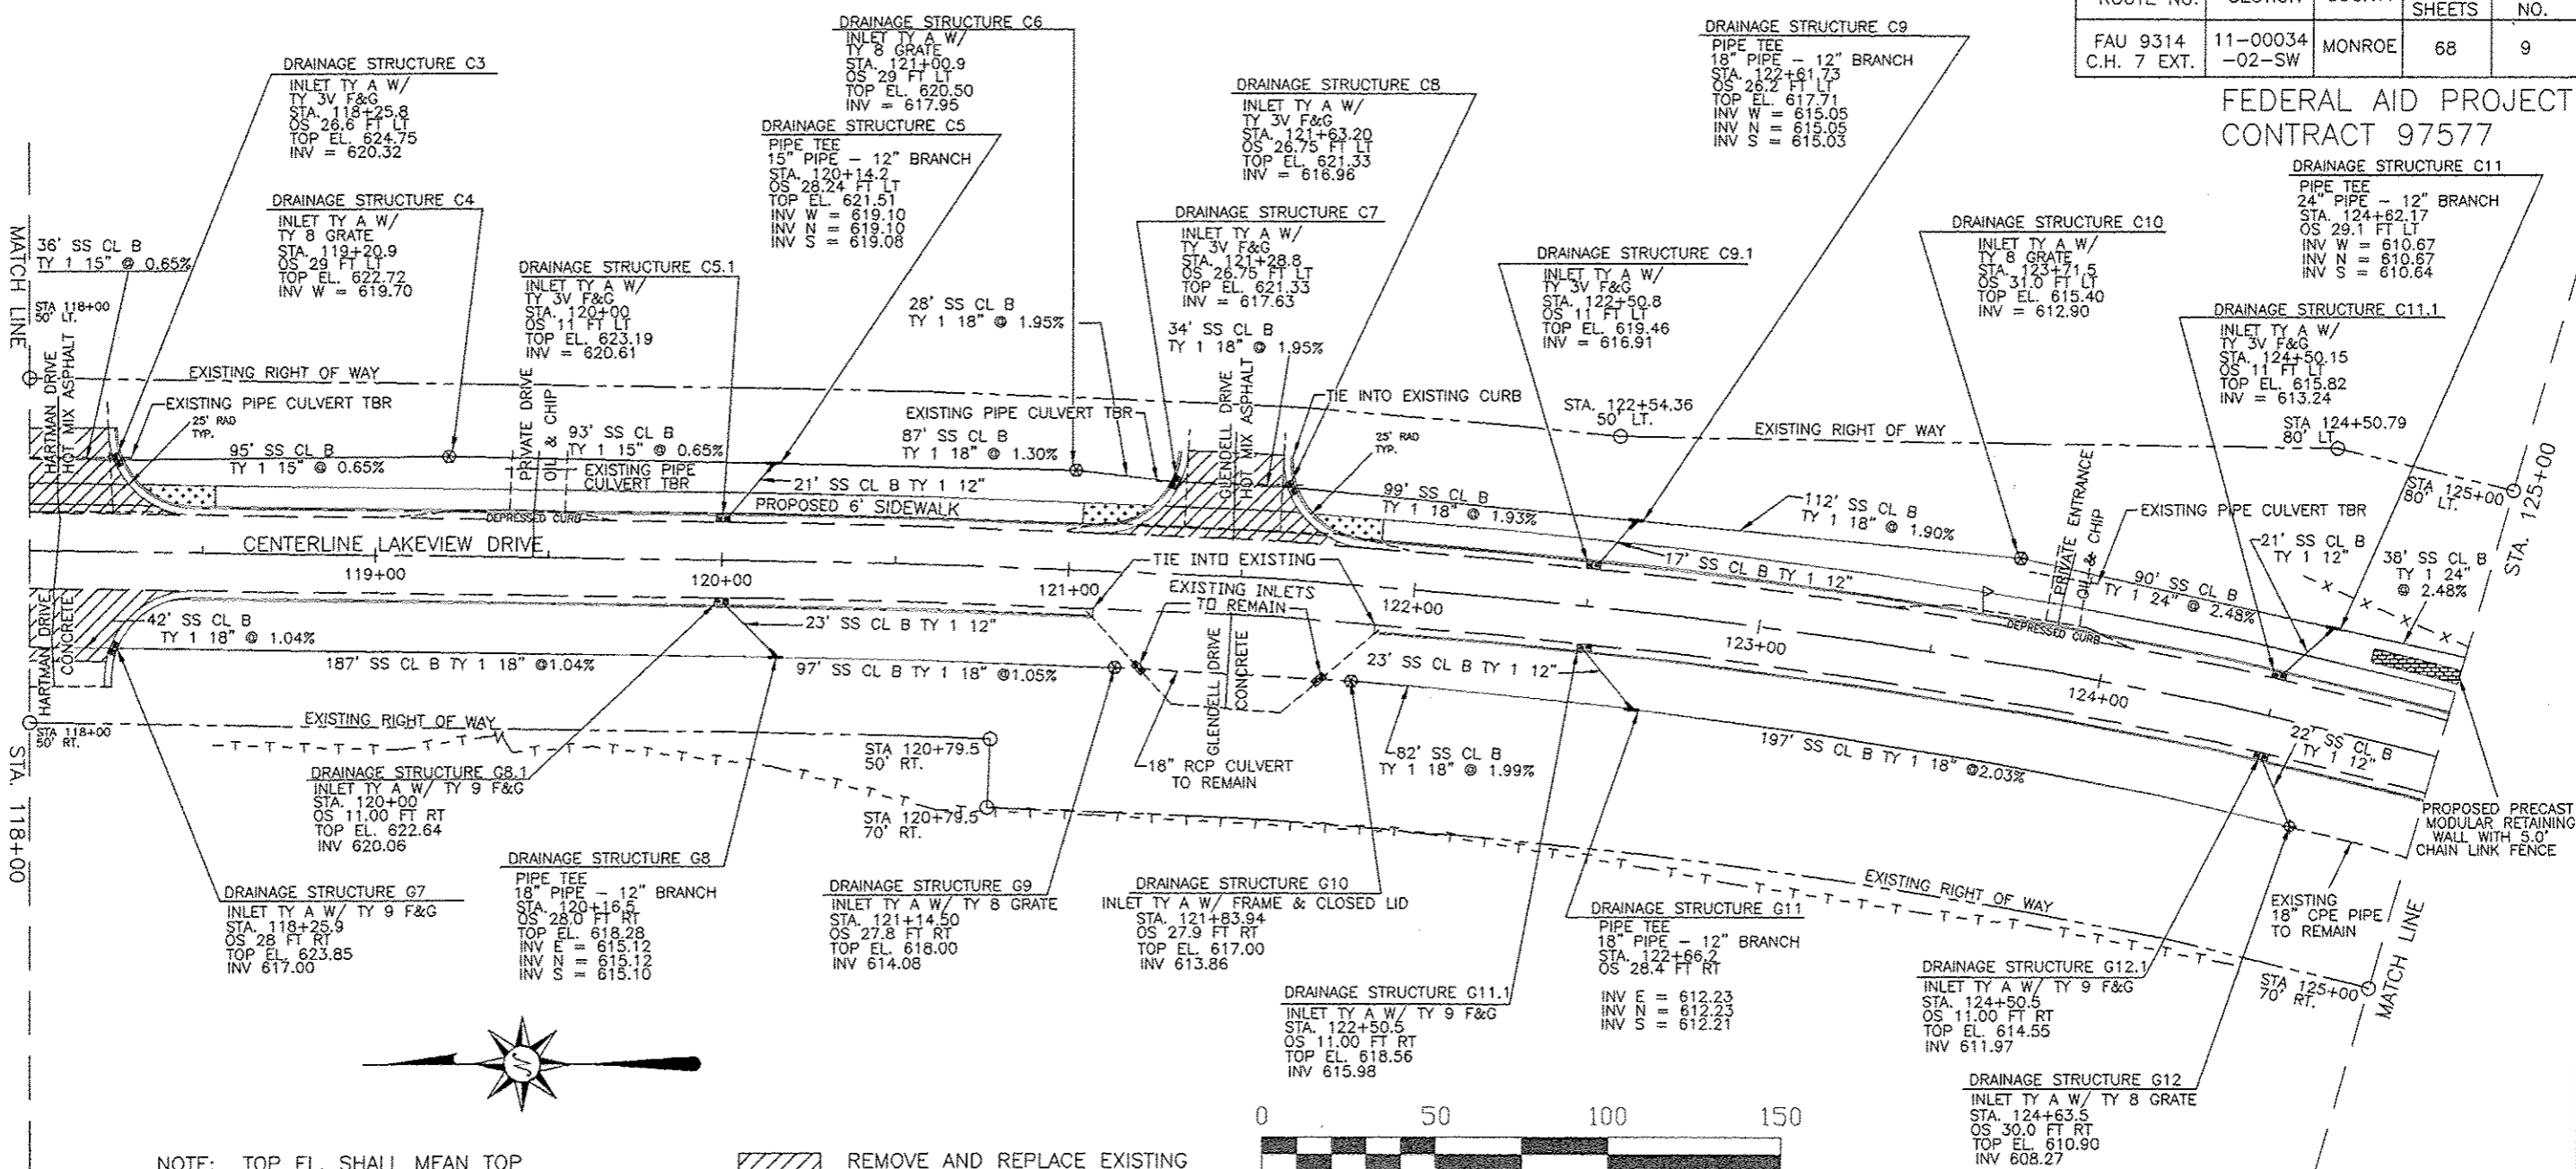 SHEETS NO.
FAU 9314 11-00034 MONROE 68 9
C.H. 7 EXT. -02-SW
FEDERAL AID PROJECT
CONTRACT 97577
DRAINAGE STRUCTURE C3
INLET TY A W/
TY 3V F&G
STA. 118+25.8
OS 26.6 FT LT
TOP EL. 624.75
INV = 620.32
DRAINAGE STRUCTURE C4
INLET TY A W/
TY 8 GRATE
STA. 119+20.9
OS 29 FT LT
TOP EL. 622.72
INV W = 619.70
DRAINAGE STRUCTURE C5.1
INLET TY A W/
TY 3V F&G
STA. 120+00
OS 11 FT LT
TOP EL. 623.19
INV = 620.61
DRAINAGE STRUCTURE C6
INLET TY A W/
TY 8 GRATE
STA. 121+00.9
OS 29 FT LT
TOP EL. 620.50
INV = 617.95
DRAINAGE STRUCTURE C5
PIPE TEE
15" PIPE - 12" BRANCH
STA. 120+14.2
OS 28.24 FT LT
TOP EL. 621.51
INV W = 619.10
INV N = 619.10
INV S = 619.08
DRAINAGE STRUCTURE C8
INLET TY A W/
TY 3V F&G
STA. 121+63.20
OS 26.75 FT LT
TOP EL. 621.33
INV = 616.96
DRAINAGE STRUCTURE C7
INLET TY A W/
TY 3V F&G
STA. 121+28.8
OS 26.75 FT LT
TOP EL. 621.33
INV = 617.63
DRAINAGE STRUCTURE C9
PIPE TEE
18" PIPE - 12" BRANCH
STA. 122+61.73
OS 26.2 FT LT
TOP EL. 617.71
INV W = 615.05
INV N = 615.05
INV S = 615.03
DRAINAGE STRUCTURE C9.1
INLET TY A W/
TY 3V F&G
STA. 122+50.8
OS 11 FT LT
TOP EL. 619.46
INV = 616.91
DRAINAGE STRUCTURE C10
INLET TY A W/
TY 8 GRATE
STA. 123+71.5
OS 31.0 FT LT
TOP EL. 615.40
INV = 612.90
DRAINAGE STRUCTURE C11
PIPE TEE
24" PIPE - 12" BRANCH
STA. 124+62.17
OS 29.1 FT LT
INV W = 610.67
INV N = 610.67
INV S = 610.64
DRAINAGE STRUCTURE C11.1
INLET TY A W/
TY 3V F&G
STA. 124+50.15
OS 11 FT LT
TOP EL. 615.82
INV = 613.24
MATCH LINE
STA. 118+00
36' SS CL B
TY 1 15" @ 0.65%
STA 118+00
50' LT.
HARTMAN DRIVE
HOT MIX ASPHALT
EXISTING RIGHT OF WAY
EXISTING PIPE CULVERT TBR
25' RAD
TYP.
95' SS CL B
TY 1 15" @ 0.65%
PRIVATE DRIVE
OIL & CHIP
93' SS CL B
TY 1 15" @ 0.65%
EXISTING PIPE
CULVERT TBR
21' SS CL B TY 1 12"
PROPOSED 6' SIDEWALK
DEPRESSED CURB
28' SS CL B
TY 1 18" @ 1.95%
EXISTING PIPE CULVERT TBR
87' SS CL B
TY 1 18" @ 1.30%
34' SS CL B
TY 1 18" @ 1.95%
GLENDELL DRIVE
HOT MIX ASPHALT
TIE INTO EXISTING CURB
25' RAD
TYP.
STA. 122+54.36
50' LT.
EXISTING RIGHT OF WAY
99' SS CL B
TY 1 18" @ 1.93%
112' SS CL B
TY 1 18" @ 1.90%
17' SS CL B TY 1 12"
STA 124+50.79
80' LT
STA 125+00
80' LT.
STA. 125+00
PRIVATE ENTRANCE
OIL & CHIP
EXISTING PIPE CULVERT TBR
21' SS CL B
TY 1 12"
38' SS CL B
TY 1 24"
@ 2.48%
90' SS CL B
TY 1 24" @ 2.48%
DEPRESSED CURB
CENTERLINE LAKEVIEW DRIVE
119+00
120+00
121+00
122+00
123+00
124+00
TIE INTO EXISTING
EXISTING INLETS
TO REMAIN
HARTMAN DRIVE
CONCRETE
42' SS CL B
TY 1 18" @ 1.04%
187' SS CL B TY 1 18" @1.04%
23' SS CL B TY 1 12"
97' SS CL B TY 1 18" @1.05%
GLENDELL DRIVE
CONCRETE
23' SS CL B TY 1 12"
82' SS CL B
TY 1 18" @ 1.99%
197' SS CL B TY 1 18" @2.03%
22' SS CL B
TY 1 12"
STA 118+00
50' RT.
EXISTING RIGHT OF WAY
STA 120+79.5
50' RT.
STA 120+79.5
70' RT.
18" RCP CULVERT
TO REMAIN
PROPOSED PRECAST
MODULAR RETAINING
WALL WITH 5.0'
CHAIN LINK FENCE
EXISTING RIGHT OF WAY
EXISTING
18" CPE PIPE
TO REMAIN
STA 125+00
70' RT.
MATCH LINE
DRAINAGE STRUCTURE G8.1
INLET TY A W/ TY 9 F&G
STA. 120+00
OS 11.00 FT RT
TOP EL. 622.64
INV 620.06
DRAINAGE STRUCTURE G7
INLET TY A W/ TY 9 F&G
STA. 118+25.9
OS 28 FT RT
TOP EL. 623.85
INV 617.00
DRAINAGE STRUCTURE G8
PIPE TEE
18" PIPE - 12" BRANCH
STA. 120+16.5
OS 28.0 FT RT
TOP EL. 618.28
INV E = 615.12
INV N = 615.12
INV S = 615.10
DRAINAGE STRUCTURE G9
INLET TY A W/ TY 8 GRATE
STA. 121+14.50
OS 27.8 FT RT
TOP EL. 618.00
INV 614.08
DRAINAGE STRUCTURE G10
INLET TY A W/ FRAME & CLOSED LID
STA. 121+83.94
OS 27.9 FT RT
TOP EL. 617.00
INV 613.86
DRAINAGE STRUCTURE G11.1
INLET TY A W/ TY 9 F&G
STA. 122+50.5
OS 11.00 FT RT
TOP EL. 618.56
INV 615.98
DRAINAGE STRUCTURE G11
PIPE TEE
18" PIPE - 12" BRANCH
STA. 122+66.2
OS 28.4 FT RT
INV E = 612.23
INV N = 612.23
INV S = 612.21
DRAINAGE STRUCTURE G12.1
INLET TY A W/ TY 9 F&G
STA. 124+50.5
OS 11.00 FT RT
TOP EL. 614.55
INV 611.97
DRAINAGE STRUCTURE G12
INLET TY A W/ TY 8 GRATE
STA. 124+63.5
OS 30.0 FT RT
TOP EL. 610.90
INV 608.27
N
0 50 100 150
NOTE: TOP EL. SHALL MEAN TOP
REMOVE AND REPLACE EXISTING